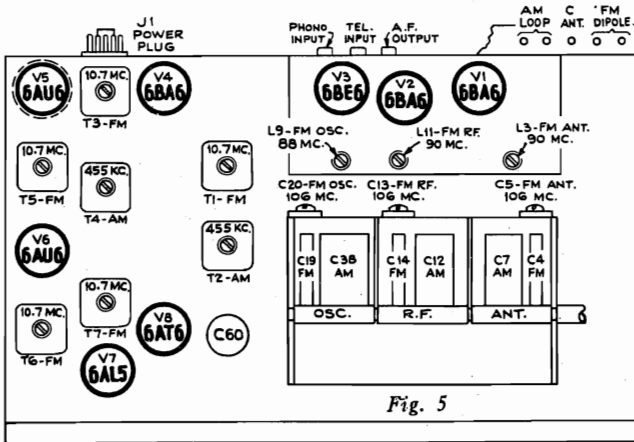 J1
POWER
PLUG
PHONO
INPUT
TEL.
INPUT
A.F.
OUTPUT
AM
LOOP
C
ANT.
FM
DIPOLE.
V5
6AU6
10.7 MC.
T3-FM
V4
6BA6
V3
6BE6
V2
6BA6
V1
6BA6
L9-FM OSC.
88 MC.
L11-FM RF.
90 MC.
L3-FM ANT.
90 MC.
10.7 MC.
T5-FM
455 KC.
T4-AM
10.7 MC.
T1-FM
C20-FM OSC.
106 MC.
C13-FM RF.
106 MC.
C5-FM ANT.
106 MC.
V6
6AU6
455 KC.
T2-AM
C19
FM
C38
AM
C14
FM
C12
AM
C7
AM
C4
FM
10.7 MC.
T6-FM
10.7 MC.
T7-FM
V8
6AT6
C60
OSC.
R.F.
ANT.
V7
6AL5
Fig. 5